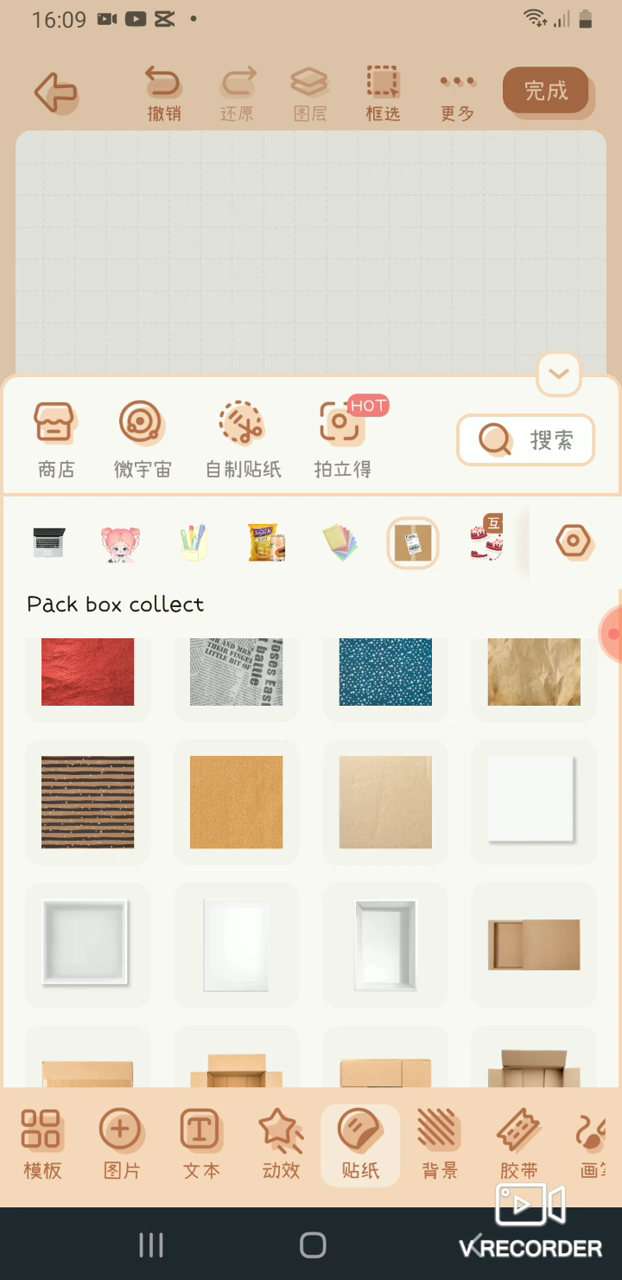 16:09
撤销
还原
图层
框选
更多
完成
HOT
商店
微宇宙
自制贴纸
拍立得
搜索
互
Pack box collect
模板
图片
文本
动效
贴纸
背景
胶带
VRECORDER